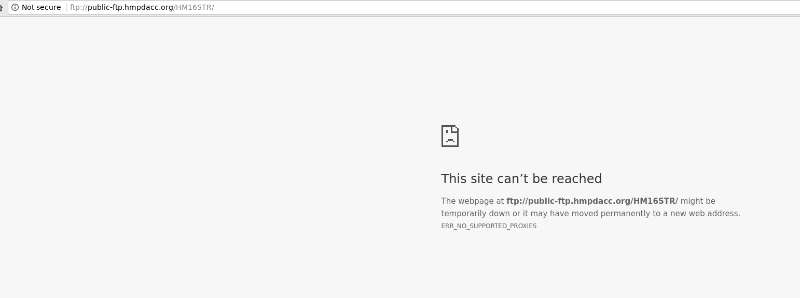 Not secure ftp://public-ftp.hmpdacc.org/HM16STR/
This site can’t be reached
The webpage at ftp://public-ftp.hmpdacc.org/HM16STR/ might be
temporarily down or it may have moved permanently to a new web address.
ERR_NO_SUPPORTED_PROXIES